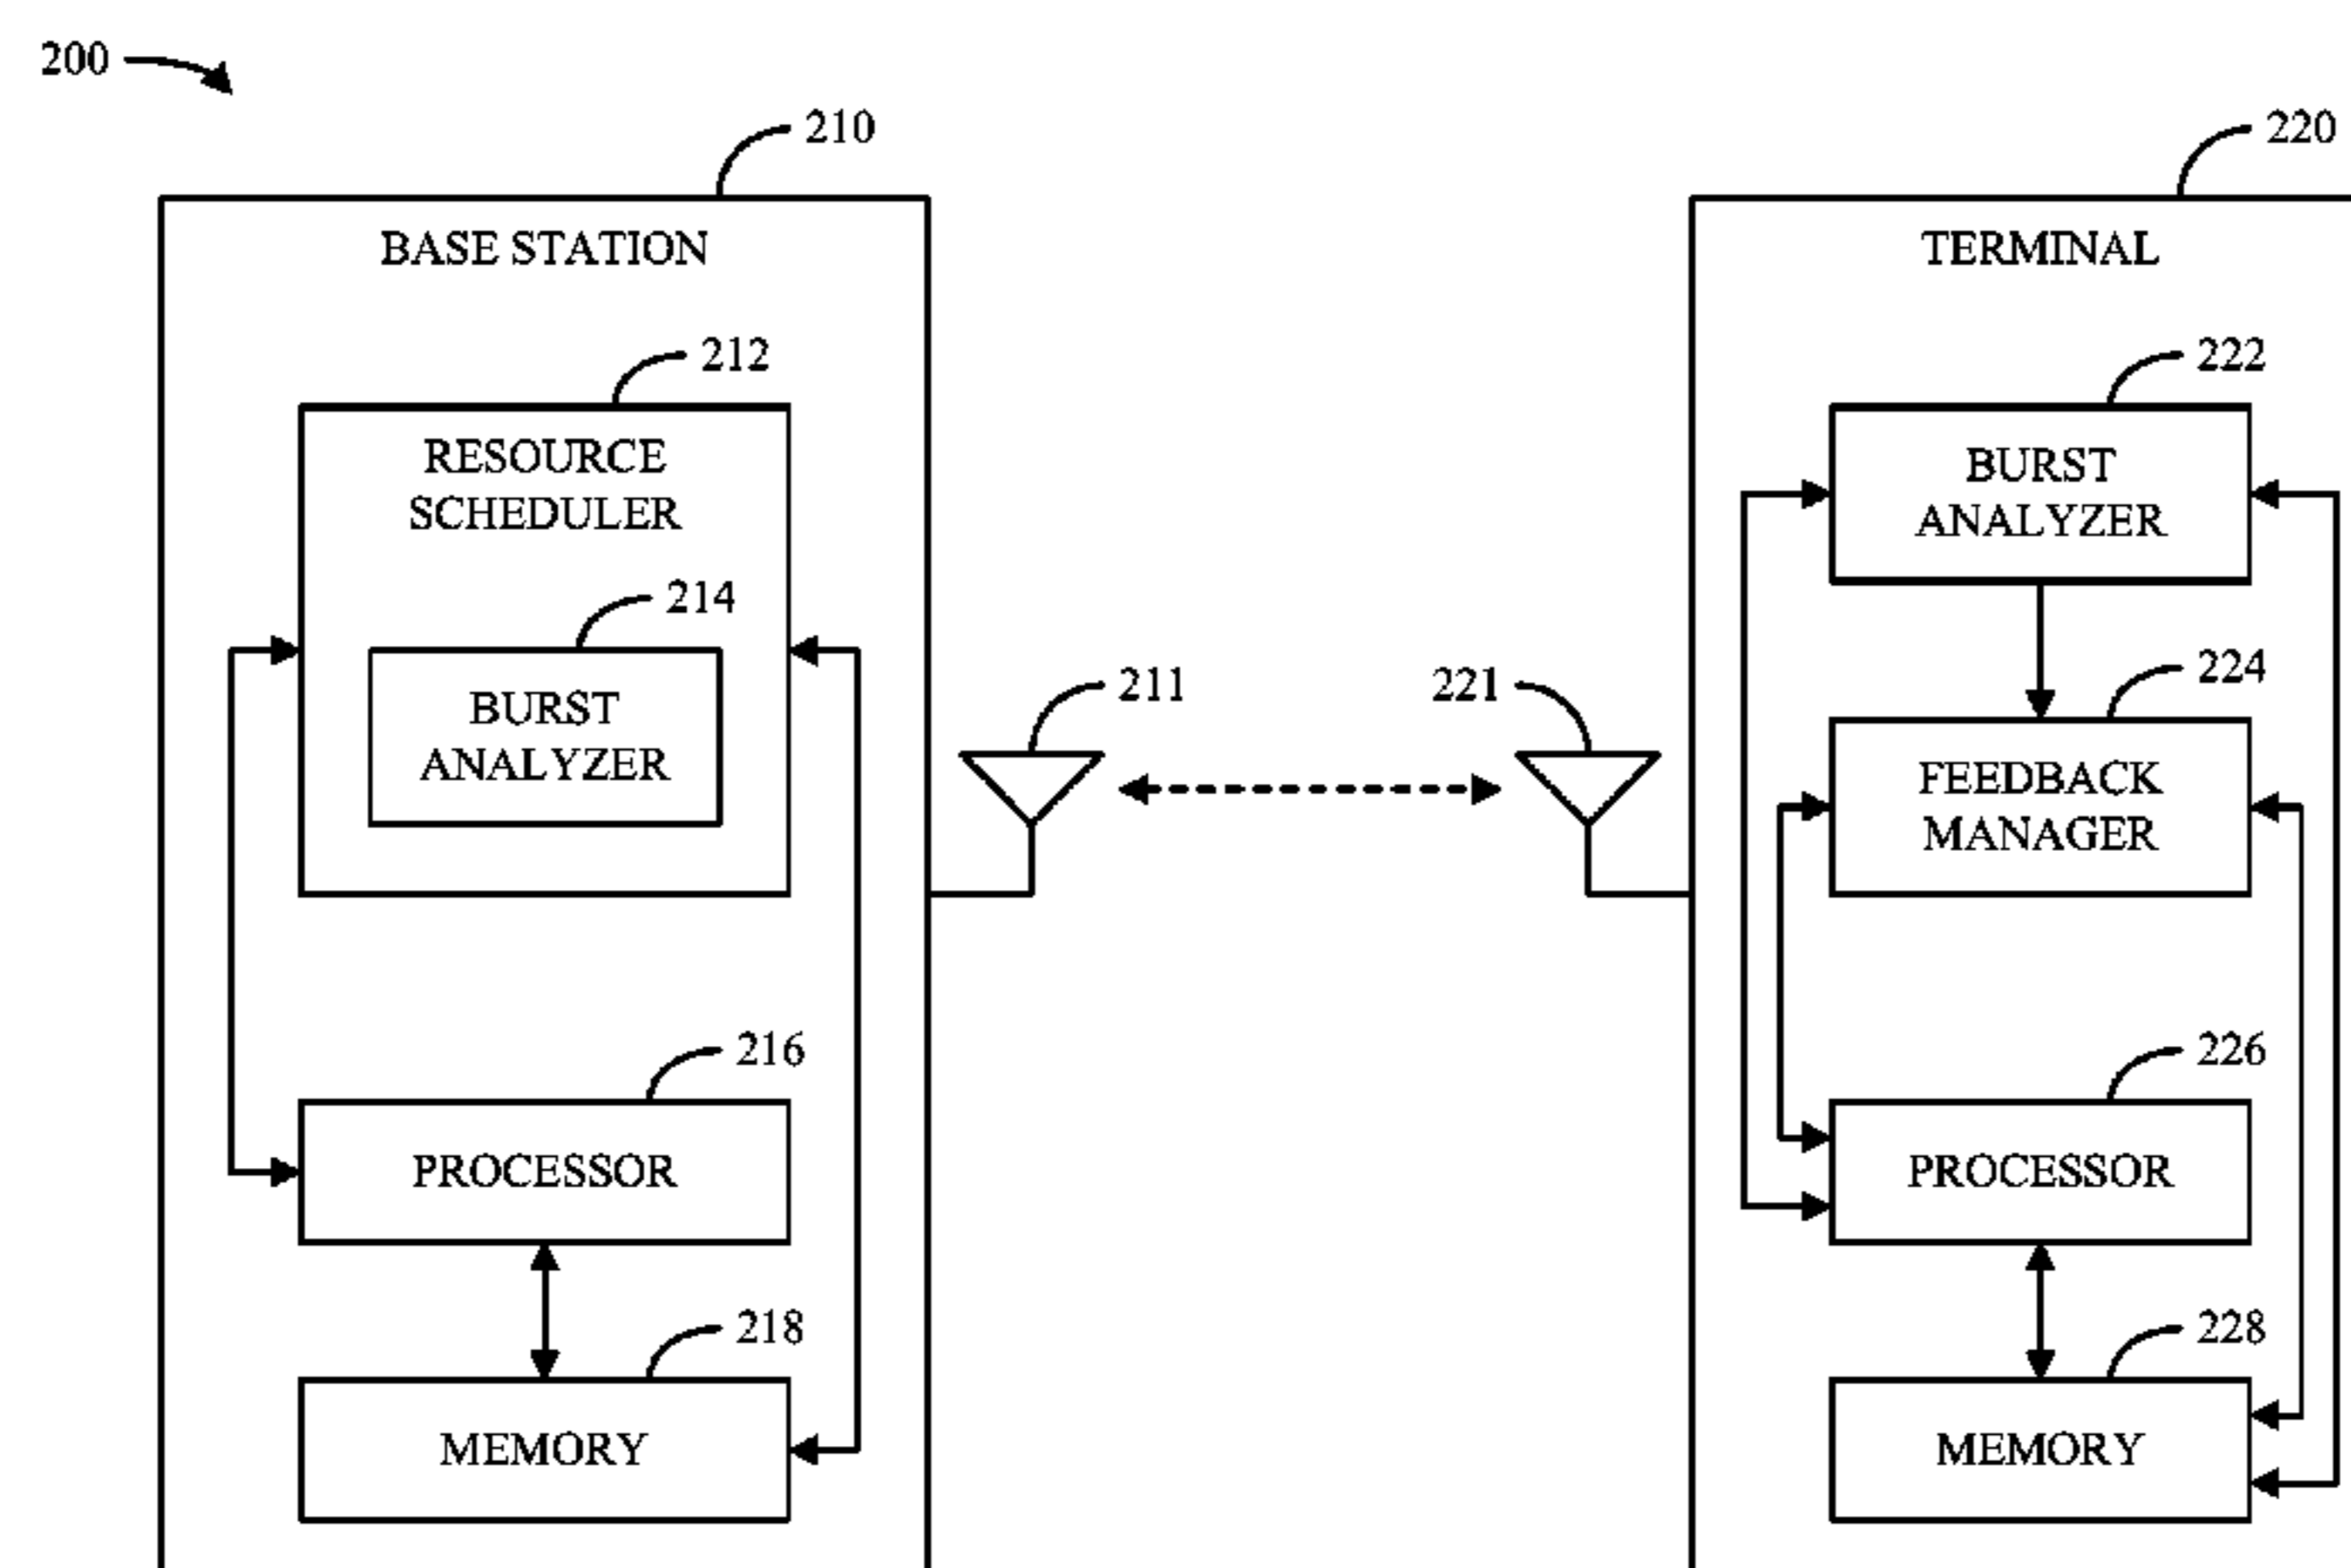 200
210
220
BASE STATION
TERMINAL
212
222
RESOURCE
SCHEDULER
BURST
ANALYZER
214
BURST
ANALYZER
211
221
224
FEEDBACK
MANAGER
216
226
PROCESSOR
PROCESSOR
218
228
MEMORY
MEMORY